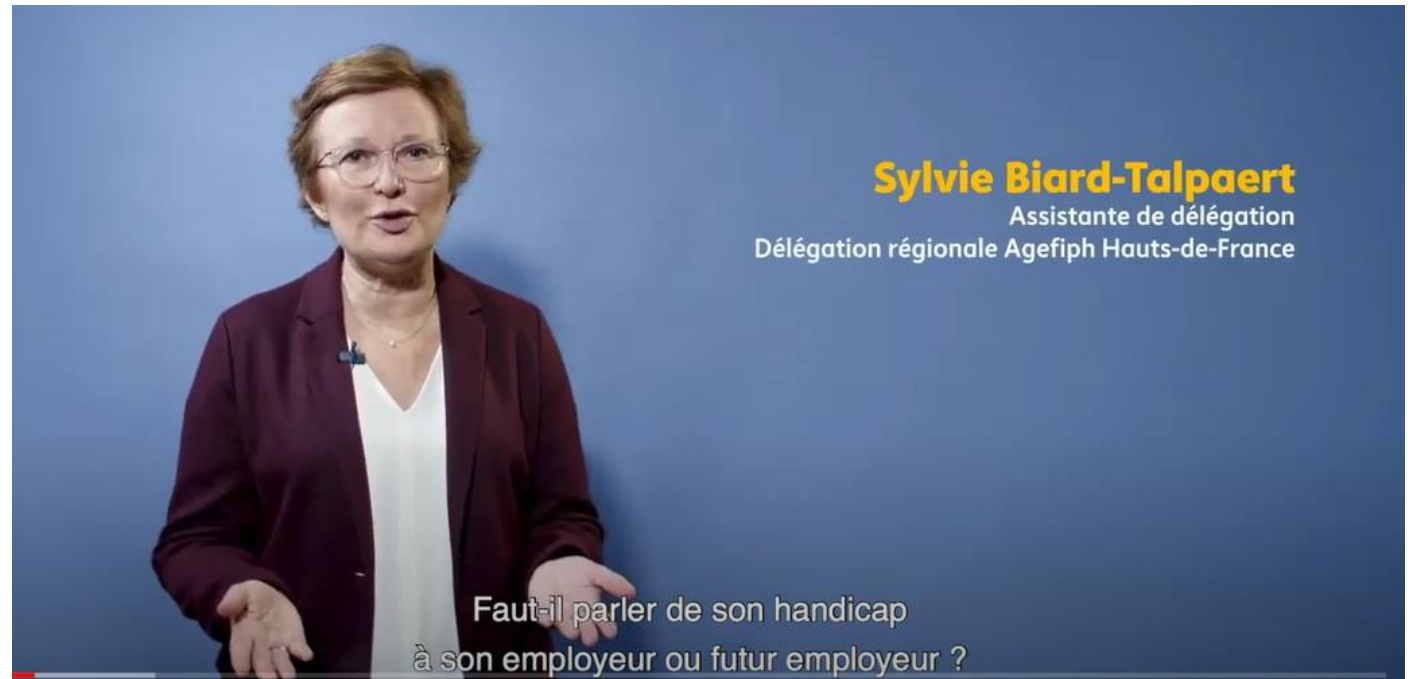 Sylvie Biard-Talpaert
Assistante de délégation
Délégation régionale Agefiph Hauts-de-France
Faut-il parler de son handicap
à son employeur ou futur employeur ?